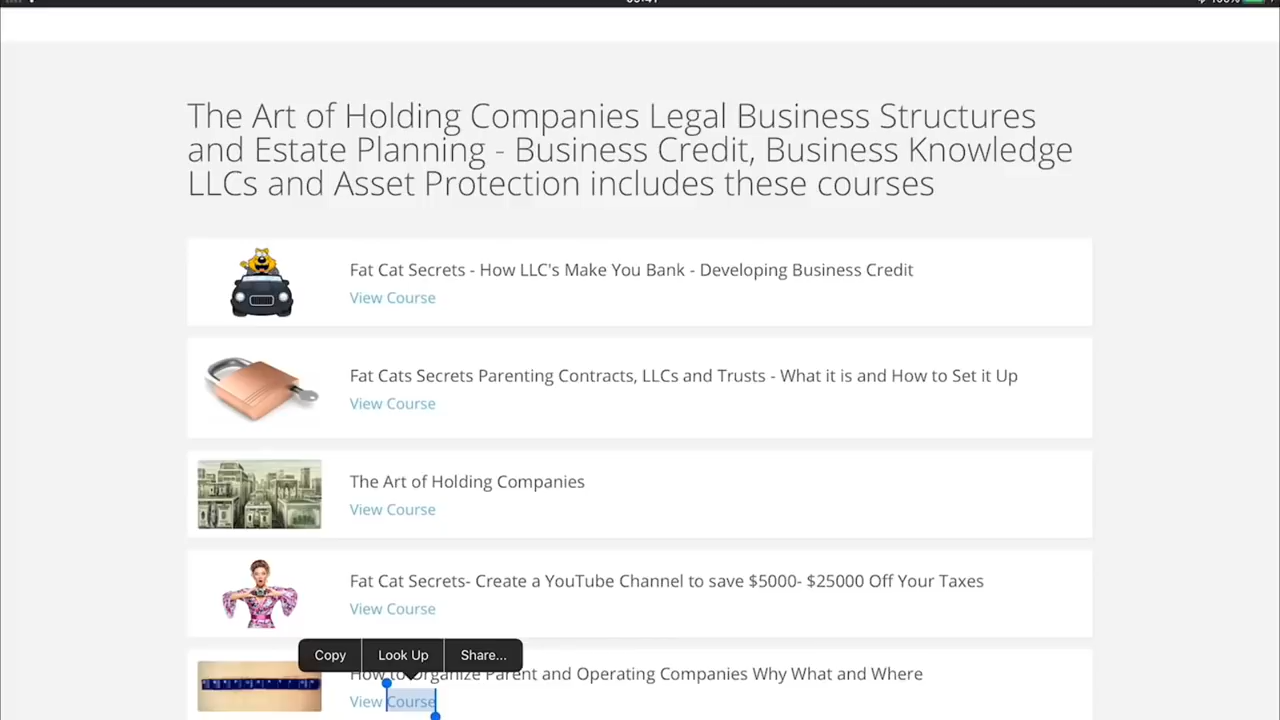 The Art of Holding Companies Legal Business Structures
and Estate Planning - Business Credit, Business Knowledge
LLCs and Asset Protection includes these courses
Fat Cat Secrets - How LLC's Make You Bank - Developing Business Credit
View Course
Fat Cats Secrets Parenting Contracts, LLCs and Trusts - What it is and How to Set it Up
View Course
The Art of Holding Companies
View Course
Fat Cat Secrets- Create a YouTube Channel to save $5000- $25000 Off Your Taxes
View Course
Copy Look Up Share...
How to Organize Parent and Operating Companies Why What and Where
View Course